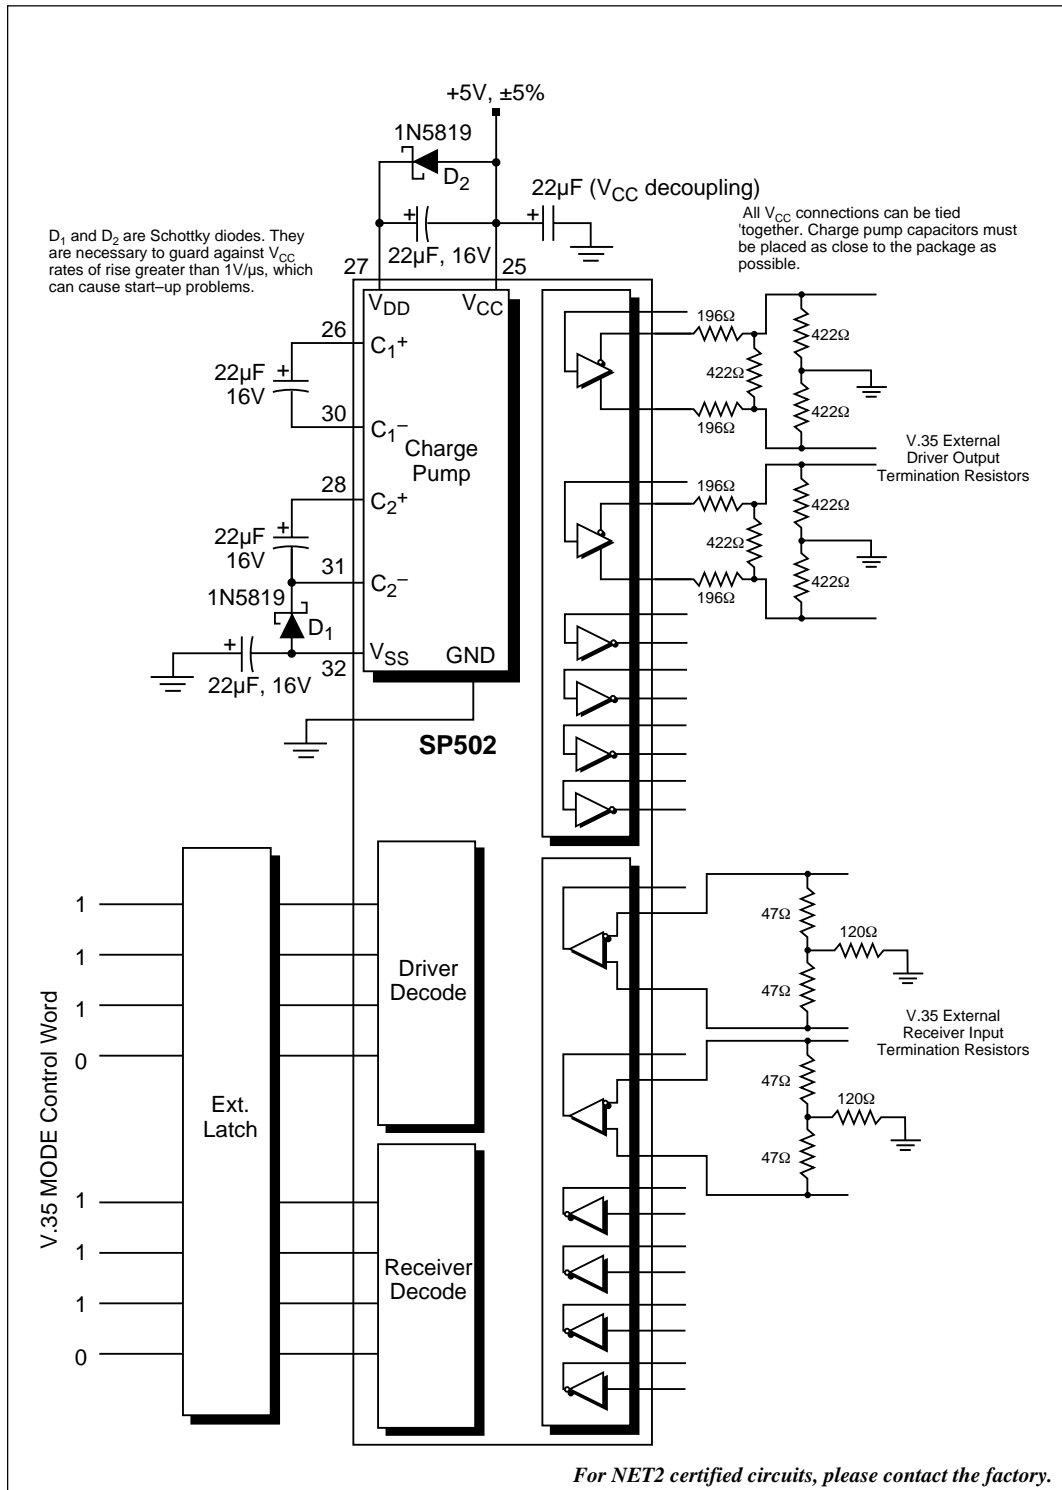 +5V, ±5%
1N5819
D2
22µF (VCC decoupling)
22µF, 16V
D1 and D2 are Schottky diodes. They
are necessary to guard against VCC
rates of rise greater than 1V/µs, which
can cause start–up problems.
All VCC connections can be tied
'together. Charge pump capacitors must
be placed as close to the package as
possible.
27
25
VDD
VCC
26
C1+
22µF
16V
30
C1–
Charge
Pump
28
C2+
22µF
16V
31
C2–
1N5819
D1
VSS
GND
32
22µF, 16V
SP502
196Ω
422Ω
422Ω
196Ω
422Ω
V.35 External
Driver Output
Termination Resistors
196Ω
422Ω
422Ω
196Ω
422Ω
V.35 MODE Control Word
1
1
1
0
1
1
1
0
Ext.
Latch
Driver
Decode
Receiver
Decode
47Ω
120Ω
47Ω
V.35 External
Receiver Input
Termination Resistors
47Ω
120Ω
47Ω
For NET2 certified circuits, please contact the factory.